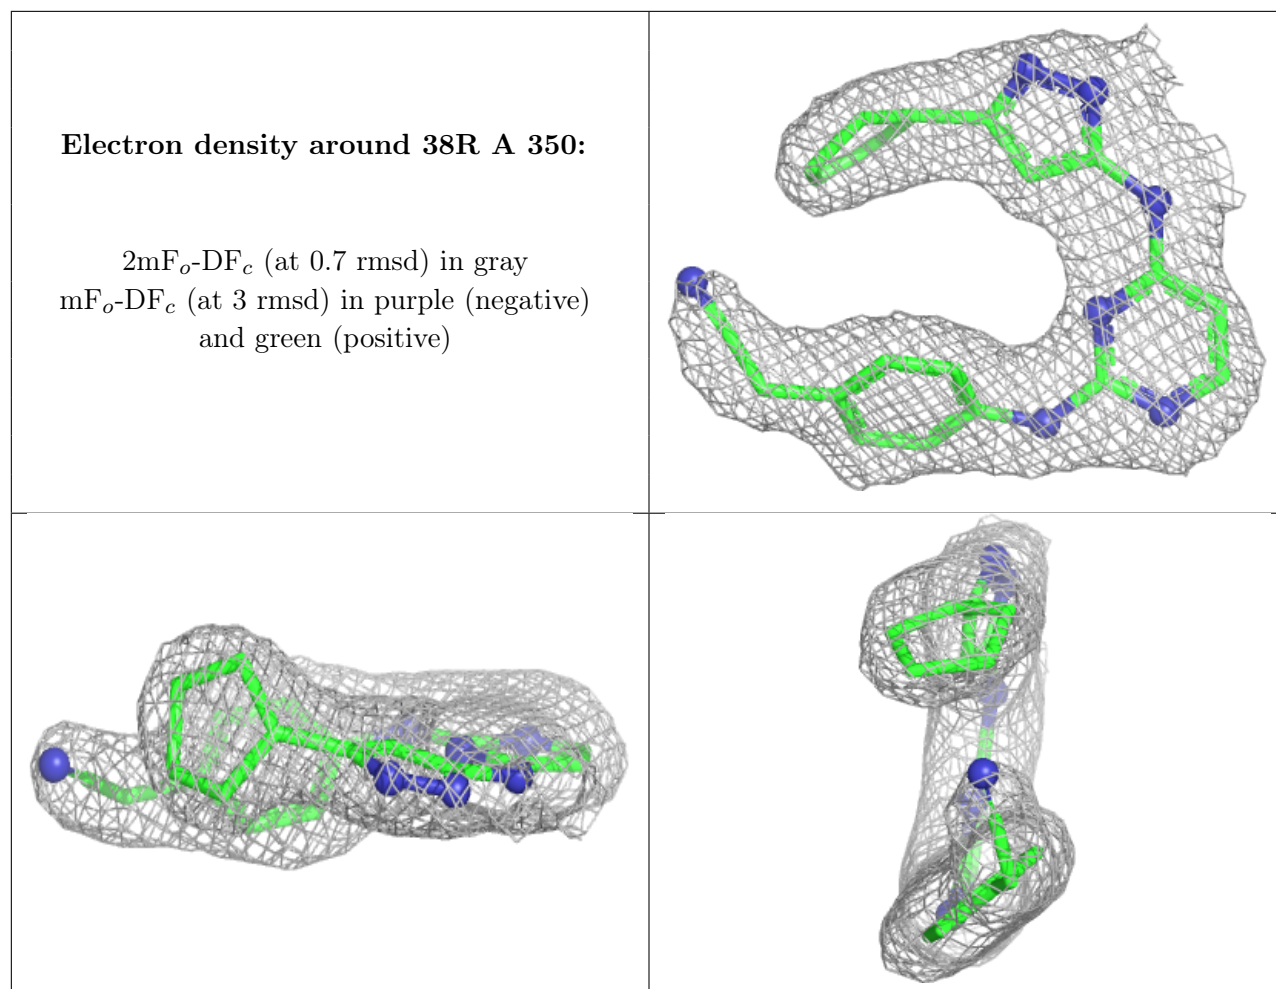 Electron density around 38R A 350:
2mFₒ-DF𝒸 (at 0.7 rmsd) in gray
mFₒ-DF𝒸 (at 3 rmsd) in purple (negative)
and green (positive)